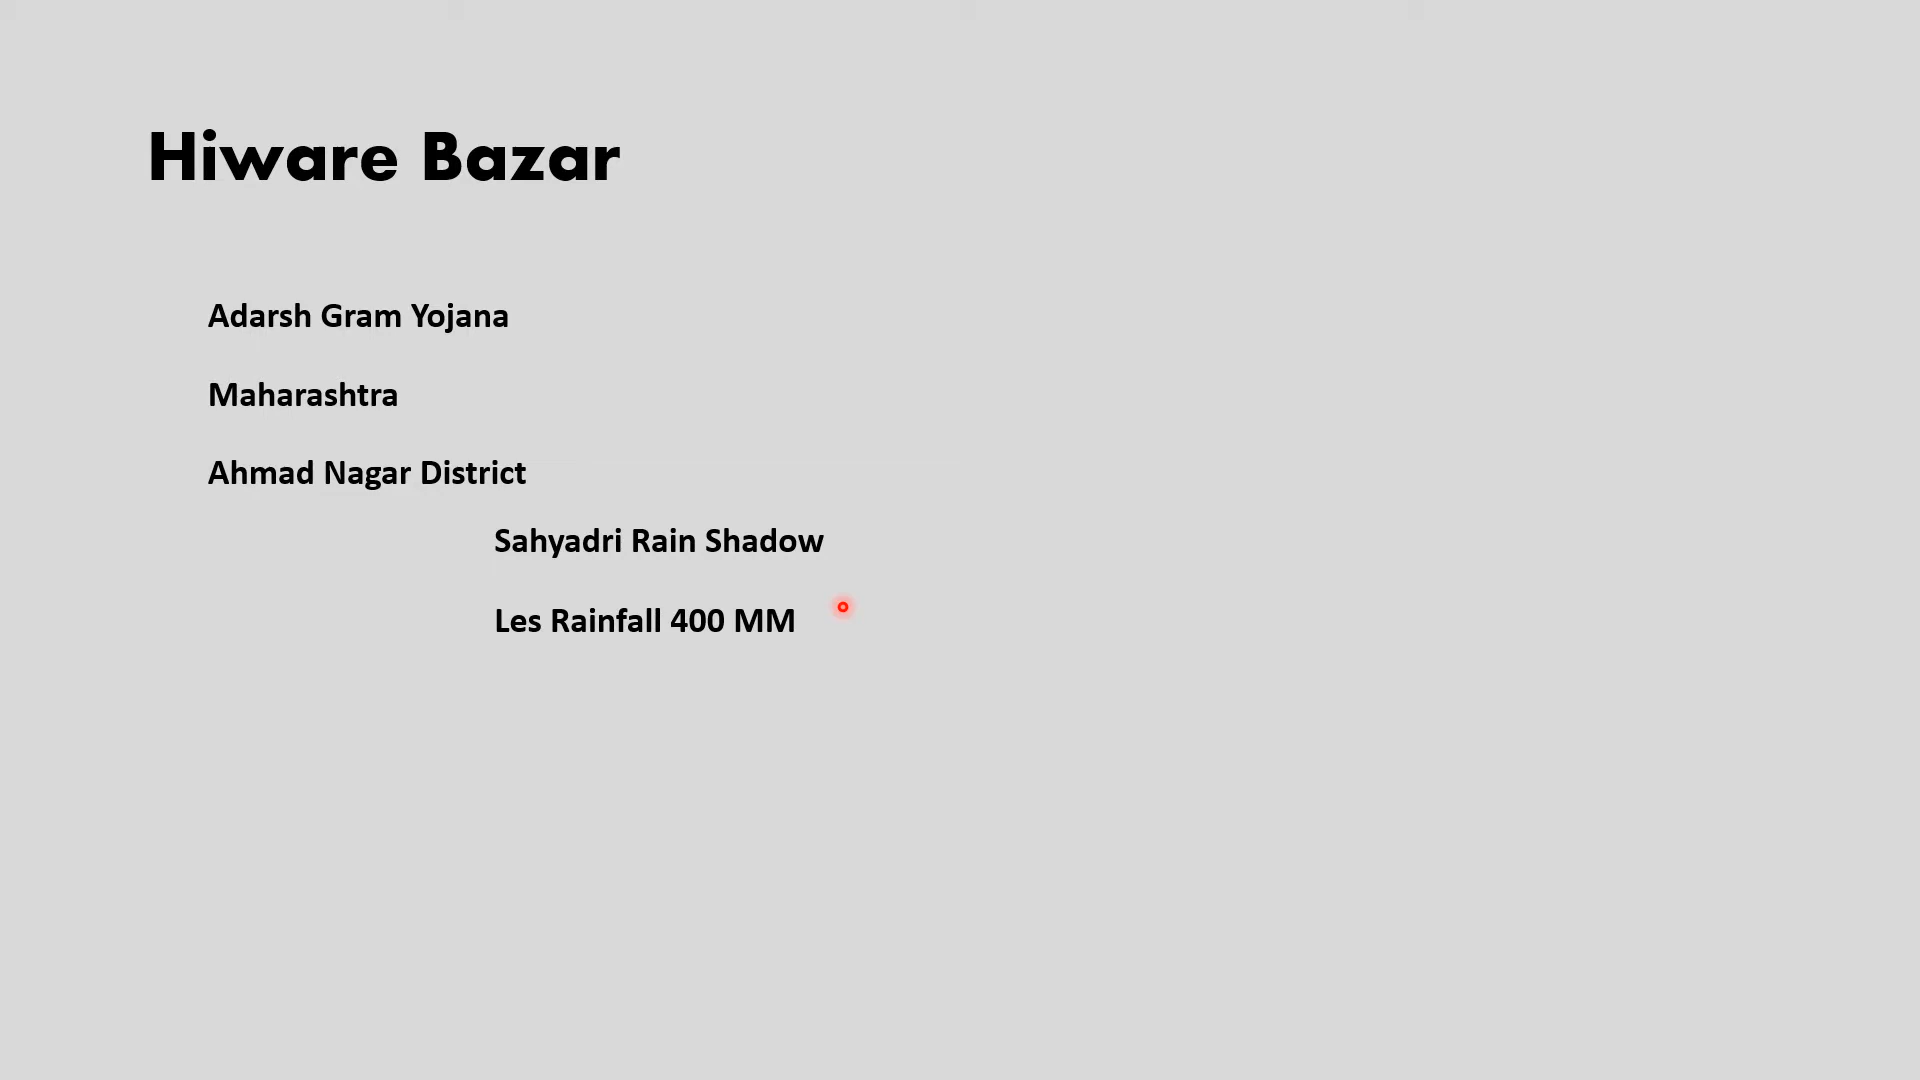 Hiware Bazar
Adarsh Gram Yojana
Maharashtra
Ahmad Nagar District
Sahyadri Rain Shadow
Les Rainfall 400 MM